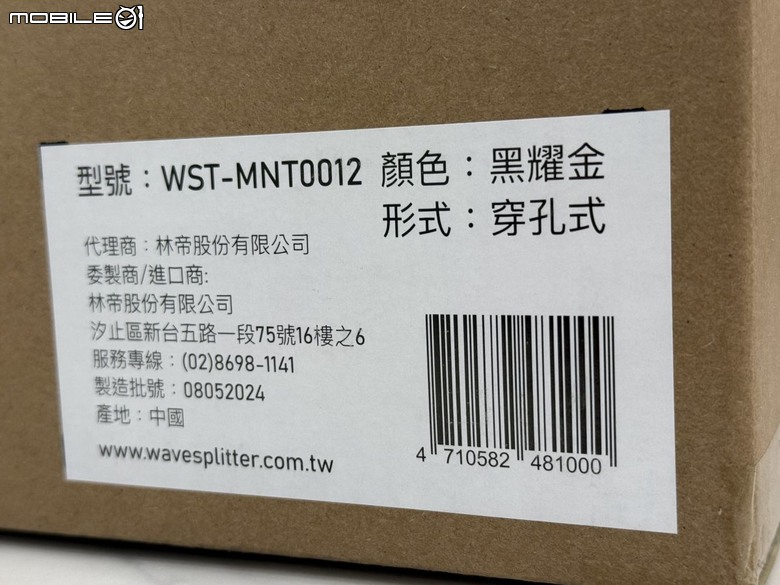 MOBILE01
型號：WST-MNT0012 顏色：黑耀金
形式：穿孔式
代理商：林帝股份有限公司
委製商/進口商:
林帝股份有限公司
汐止區新台五路一段75號16樓之6
服務專線：(02)8698-1141
製造批號：08052024
產地：中國
www.wavesplitter.com.tw
4 710582 481000